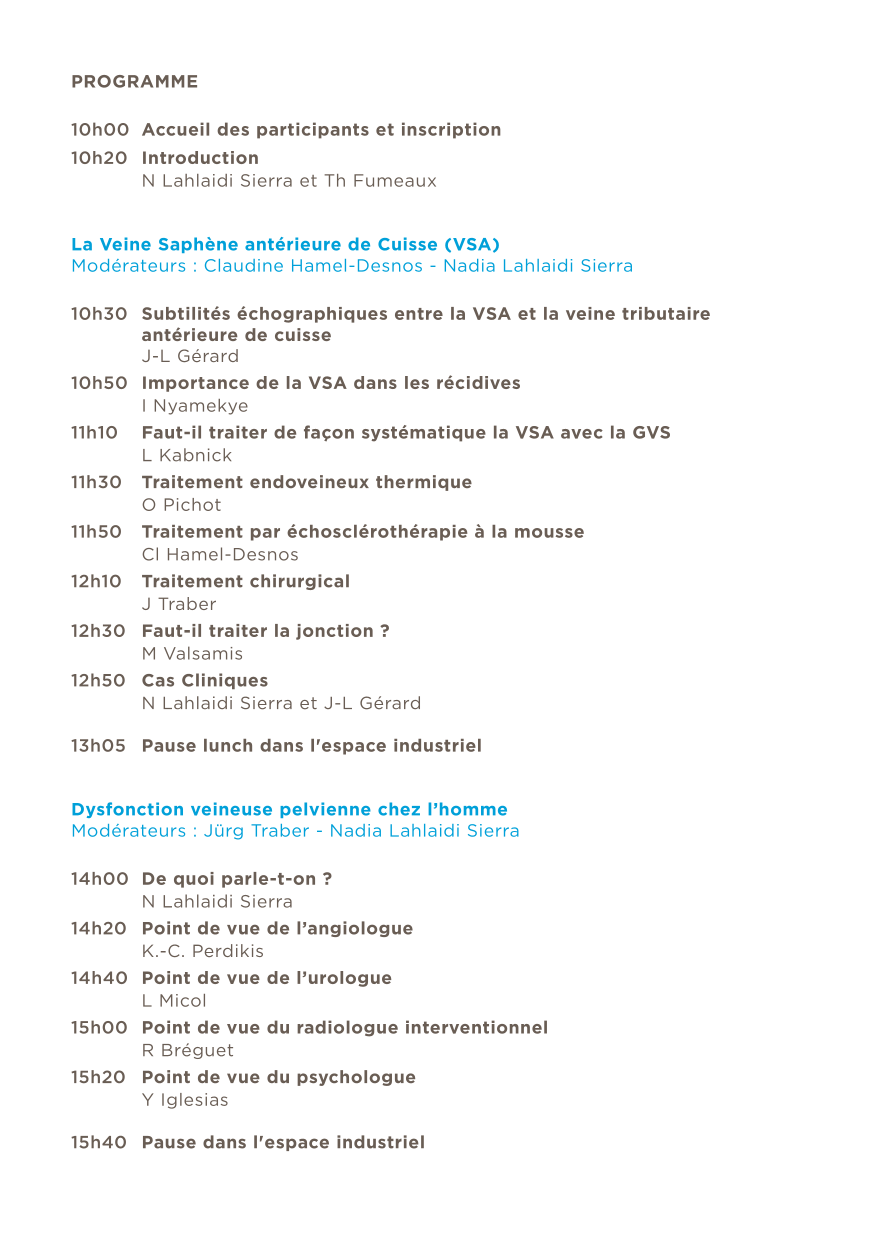 PROGRAMME
10h00 Accueil des participants et inscription
10h20 Introduction
N Lahlaidi Sierra et Th Fumeaux
La Veine Saphène antérieure de Cuisse (VSA)
Modérateurs : Claudine Hamel-Desnos - Nadia Lahlaidi Sierra
10h30 Subtilités échographiques entre la VSA et la veine tributaire
antérieure de cuisse
J-L Gérard
10h50 Importance de la VSA dans les récidives
I Nyamekye
11h10 Faut-il traiter de façon systématique la VSA avec la GVS
L Kabnick
11h30 Traitement endoveineux thermique
O Pichot
11h50 Traitement par échosclérothérapie à la mousse
Cl Hamel-Desnos
12h10 Traitement chirurgical
J Traber
12h30 Faut-il traiter la jonction ?
M Valsamis
12h50 Cas Cliniques
N Lahlaidi Sierra et J-L Gérard
13h05 Pause lunch dans l'espace industriel
Dysfonction veineuse pelvienne chez l’homme
Modérateurs : Jürg Traber - Nadia Lahlaidi Sierra
14h00 De quoi parle-t-on ?
N Lahlaidi Sierra
14h20 Point de vue de l’angiologue
K.-C. Perdikis
14h40 Point de vue de l’urologue
L Micol
15h00 Point de vue du radiologue interventionnel
R Bréguet
15h20 Point de vue du psychologue
Y Iglesias
15h40 Pause dans l'espace industriel